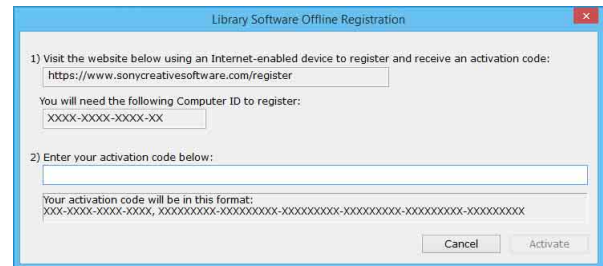 Library Software Offline Registration
1) Visit the website below using an Internet-enabled device to register and receive an activation code:
https://www.sonycreativesoftware.com/register
You will need the following Computer ID to register:
XXXX-XXXX-XXXX-XX
2) Enter your activation code below:
Your activation code will be in this format:
XXX-XXXX-XXXX-XXXX, XXXXXXXXX-XXXXXXXXX-XXXXXXXXX-XXXXXXXXX-XXXXXXXXX-XXXXXXXXX
Cancel Activate